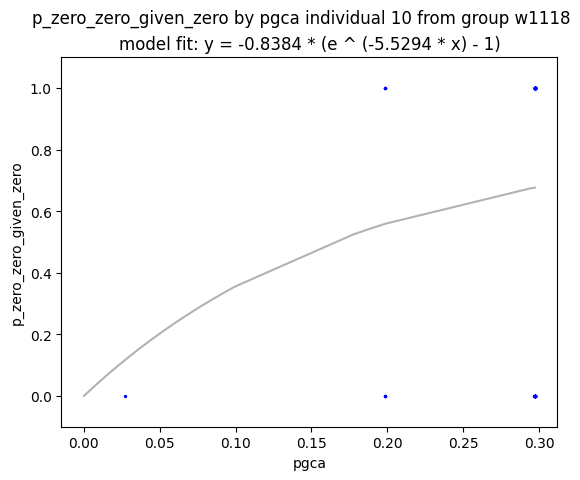 p_zero_zero_given_zero by pgca individual 10 from group w1118
model fit: y = -0.8384 * (e ^ (-5.5294 * x) - 1)
1.0
0.8
0.6
0.4
0.2
0.0
p_zero_zero_given_zero
0.00 0.05 0.10 0.15 0.20 0.25 0.30
pgca